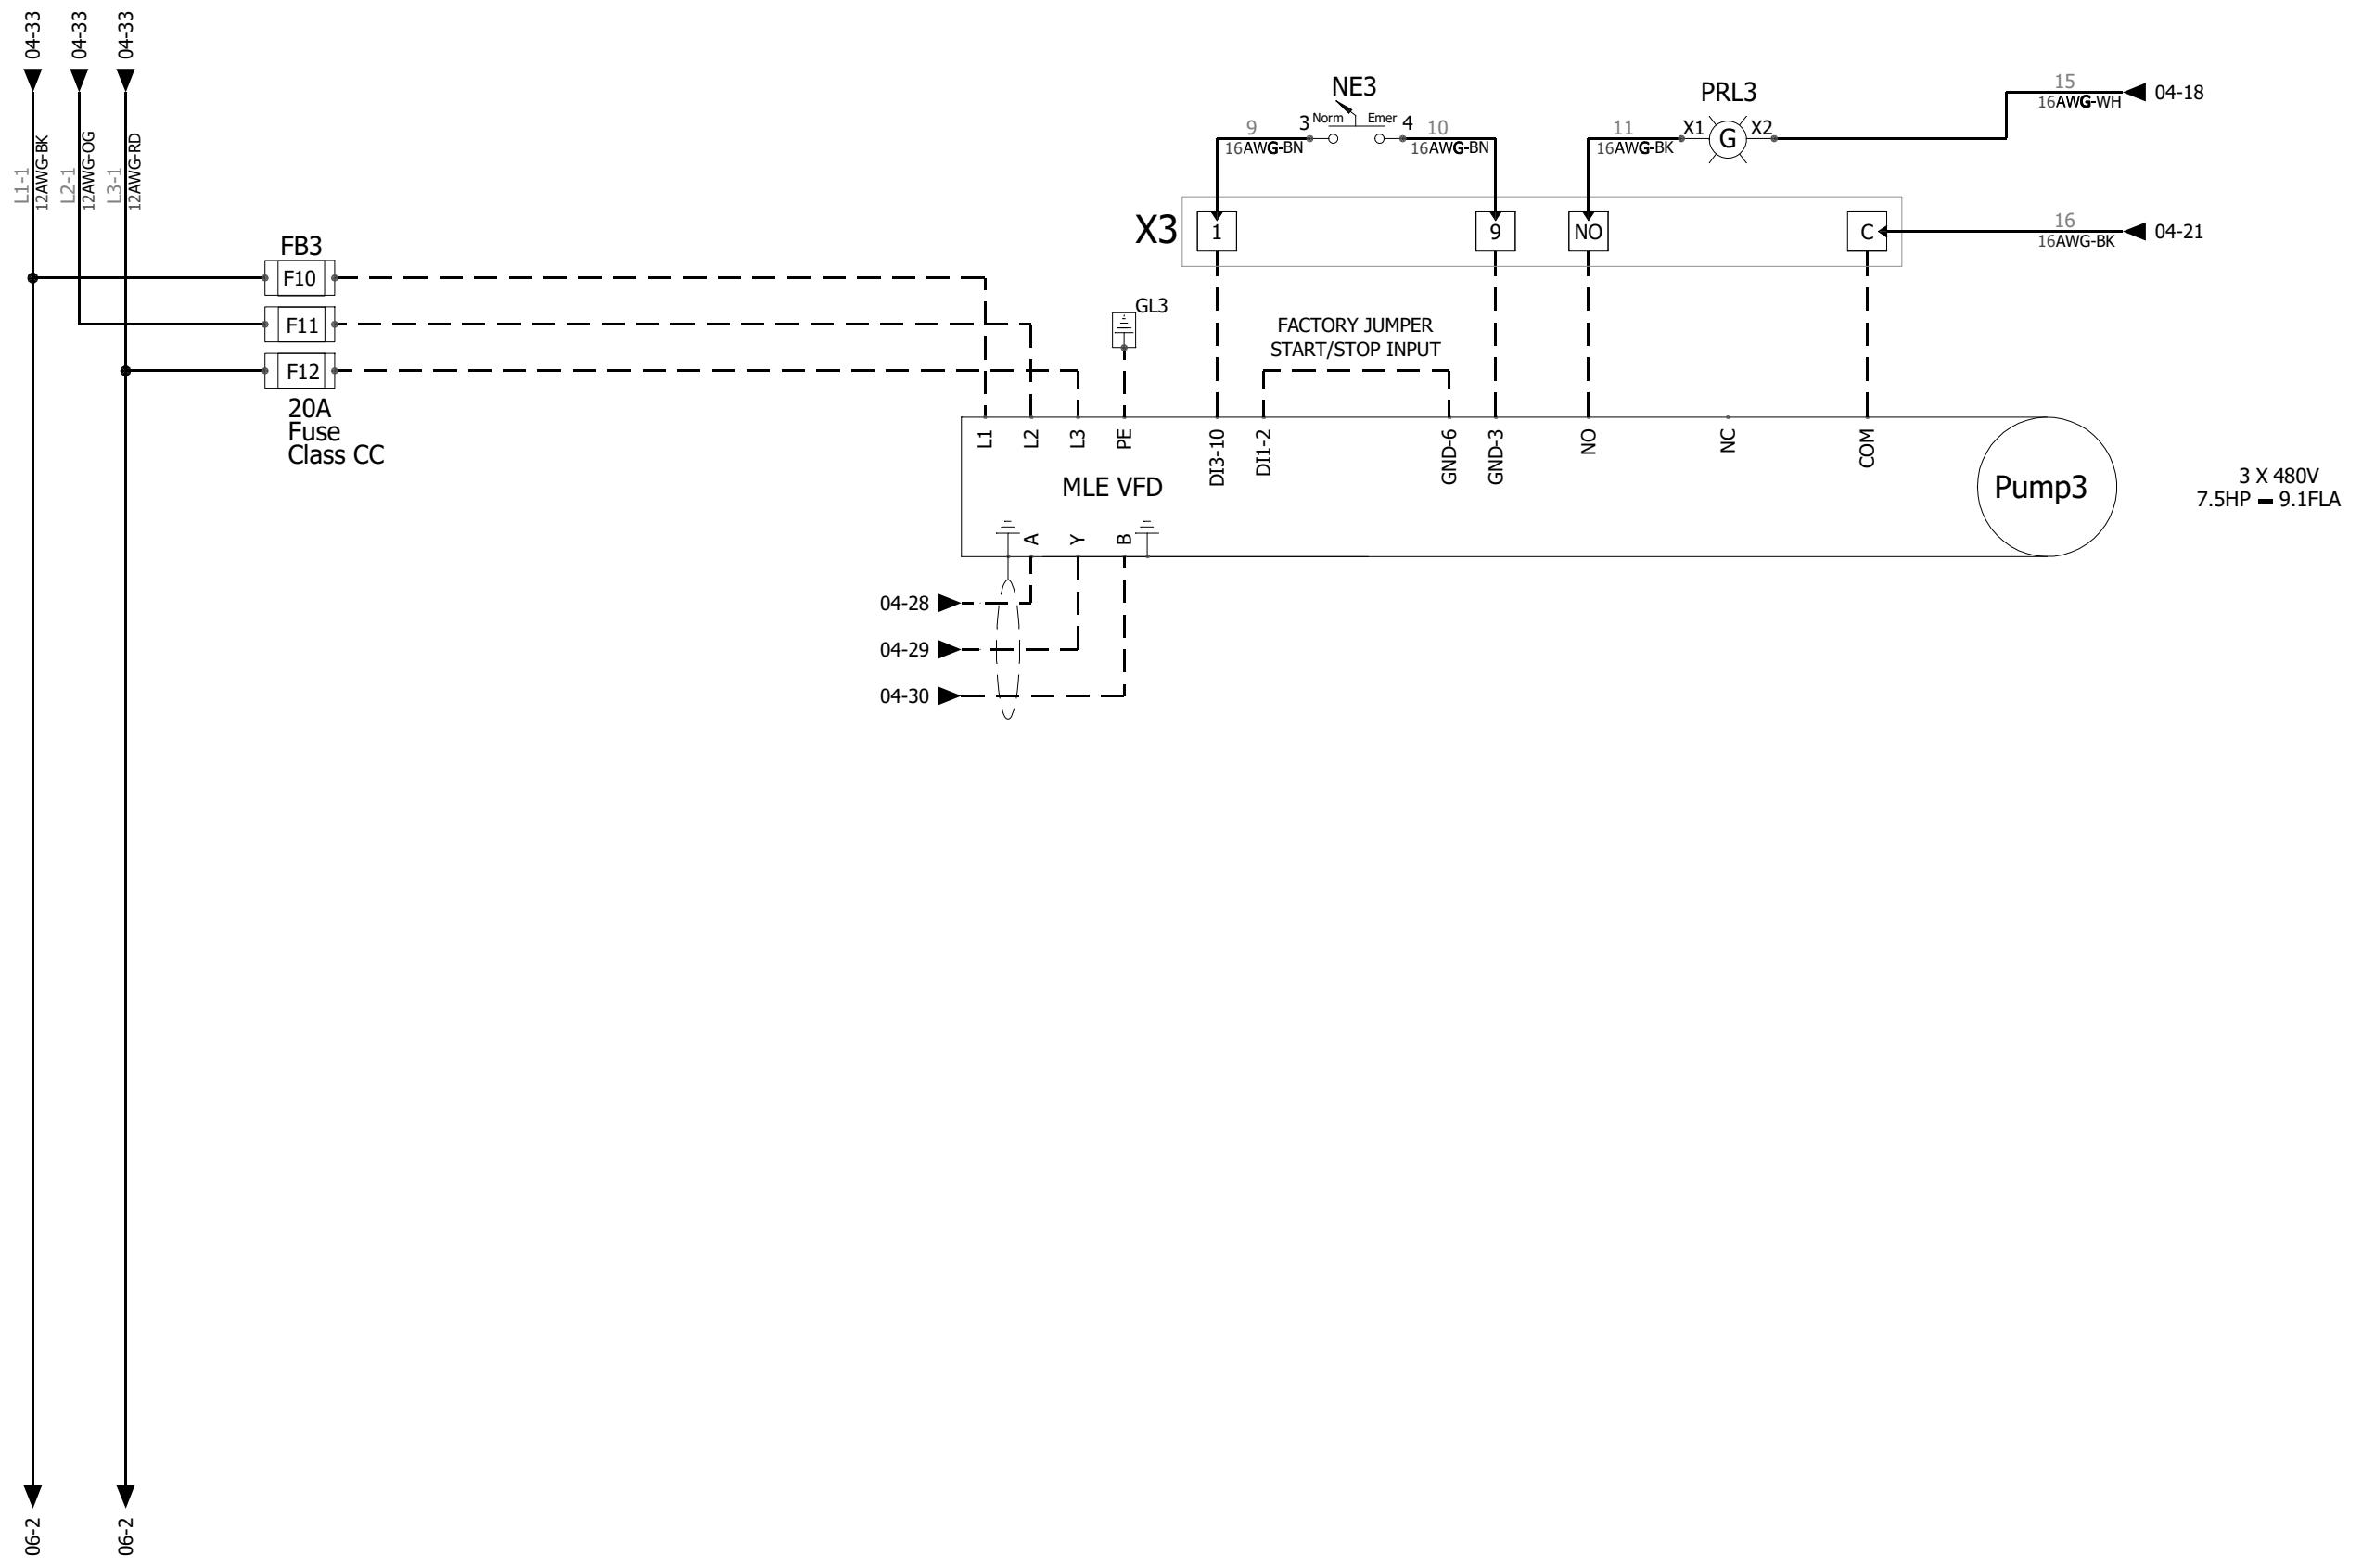 04-33
04-33
04-33
L1-1
12AWG-BK
L2-1
12AWG-OG
L3-1
12AWG-RD
NE3
3
Norm
Emer
4
9
16AWG-BN
10
16AWG-BN
PRL3
11
16AWG-BK
X1
G
X2
15
16AWG-WH
04-18
X3
1
9
NO
C
16
16AWG-BK
04-21
FB3
F10
F11
F12
20A
Fuse
Class CC
GL3
FACTORY JUMPER
START/STOP INPUT
L1
L2
L3
PE
DI3-10
DI1-2
GND-6
GND-3
NO
NC
COM
MLE VFD
Pump3
3 X 480V
7.5HP - 9.1FLA
A
Y
B
04-28
04-29
04-30
06-2
06-2